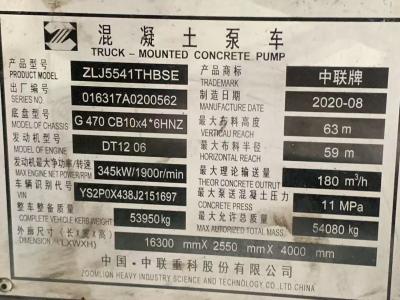 混凝土泵车
TRUCK - MOUNTED CONCRETE PUMP
产品型号 PRODUCT MODEL ZLJ5541THBSE
产品商标 TRADEMARK 中联牌
出厂编号 SERIES NO. 016317A0200562
制造日期 MANUFACTURE DATE 2020-08
底盘型号 MODEL OF CHASSIS G 470 CB10x4*6HNZ
最大布料高度 VERTICAL REACH 63 m
发动机型号 MODEL OF ENGINE DT12 06
最大布料半径 HORIZONTAL REACH 59 m
发动机最大净功率/转速 MAX ENGINE NET POWER/REV 345kW/1900r/min
最大理论输送量 THEOR CONCRETE OUTPUT 180 m³/h
车辆识别代号 VIN YS2P0X438J2151697
最大泵送混凝土压力 MAX CONCRETE PRESSURE 11 MPa
整车整备质量 COMPLETE VEHICLE KERB WEIGHT 53950kg
最大允许总质量 MAX TOTAL WEIGHT 54080 kg
外廓尺寸(长×宽×高) DIMENSION (LXWXH) 16300 mmX 2550 mmX 4000 mm
中国·中联重科股份有限公司
ZOOMLION HEAVY INDUSTRY SCIENCE AND TECHNOLOGY CO., LTD.